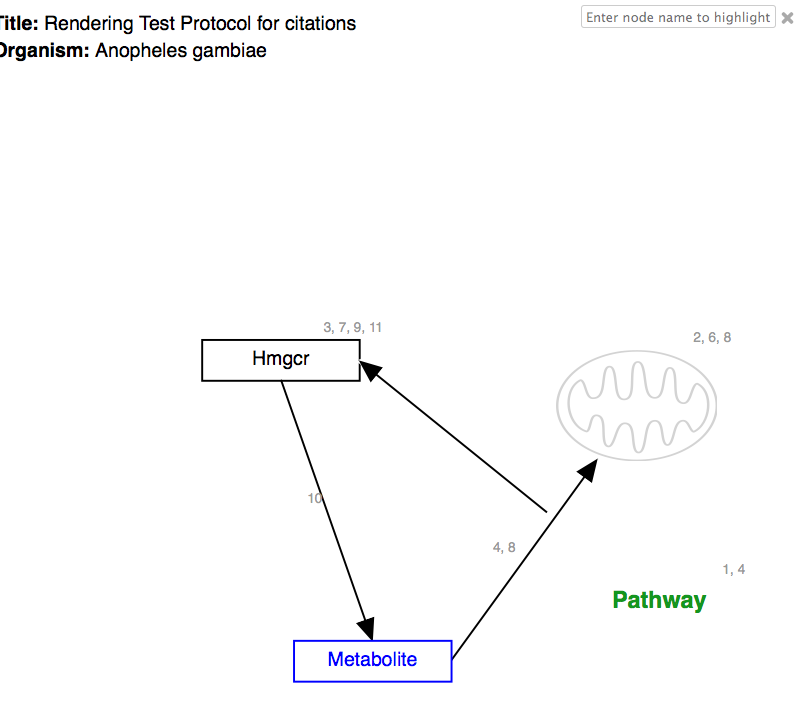 Title: Rendering Test Protocol for citations
Enter node name to highlight
Organism: Anopheles gambiae
3, 7, 9, 11
2, 6, 8
Hmgcr
10
4, 8
1, 4
Pathway
Metabolite